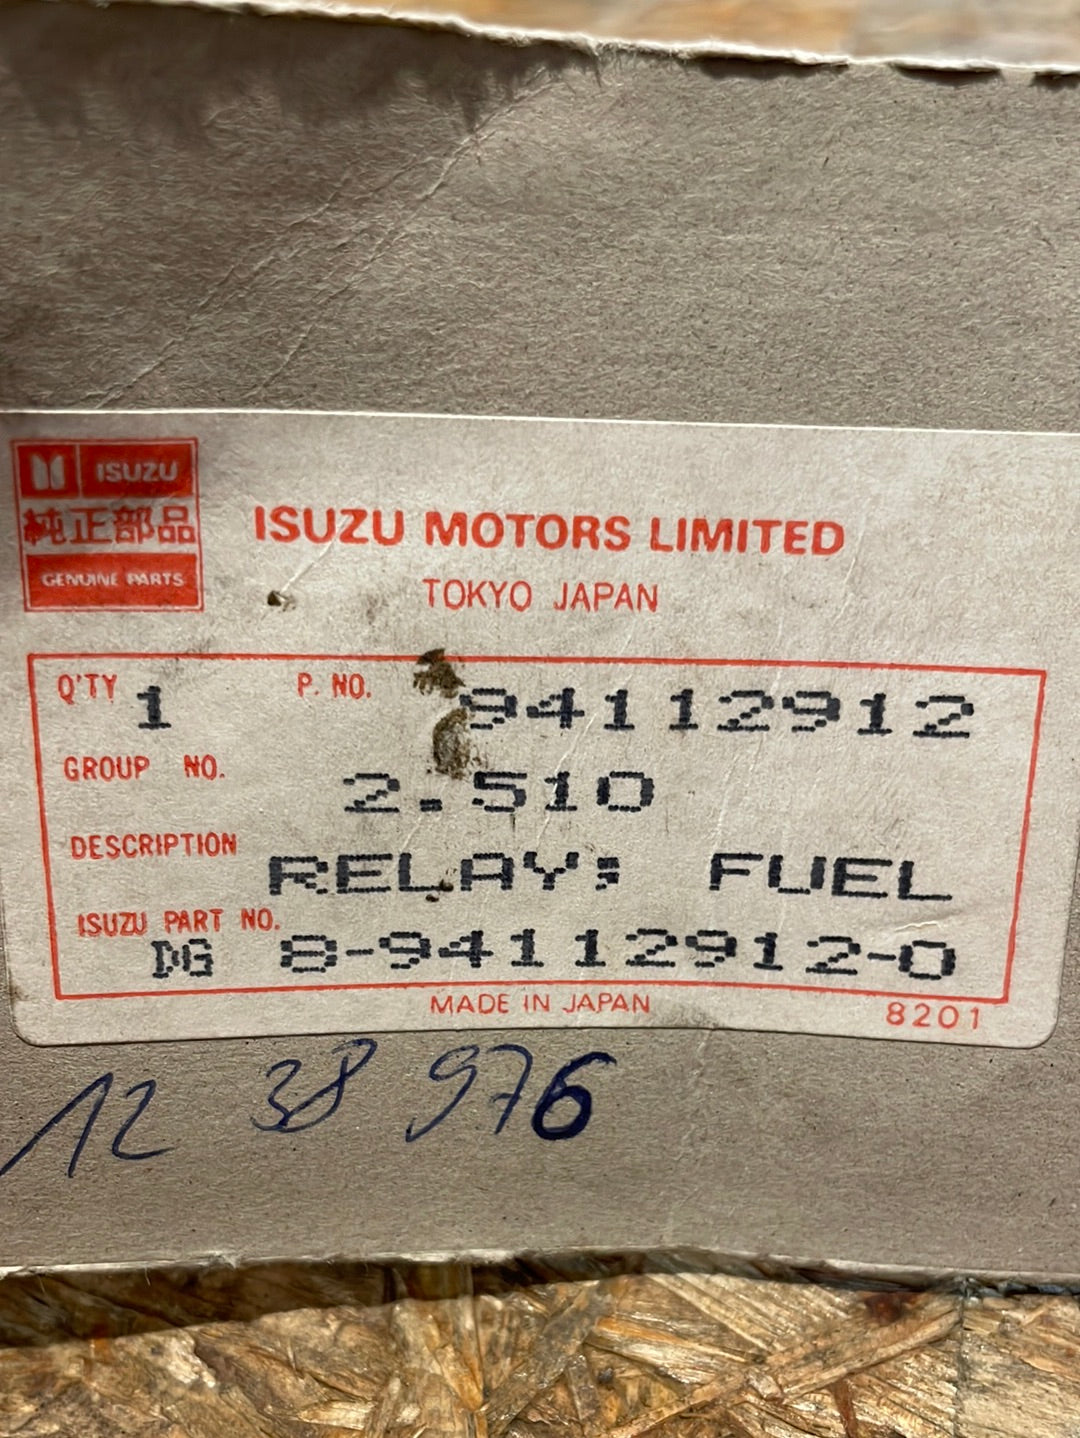 ISUZU
純正部品
GENUINE PARTS
ISUZU MOTORS LIMITED
TOKYO JAPAN
Q'TY 1 P. NO. 94112912
GROUP NO. 2.510
DESCRIPTION RELAY; FUEL
ISUZU PART NO. DG 8-94112912-0
MADE IN JAPAN 8201
12 38 976